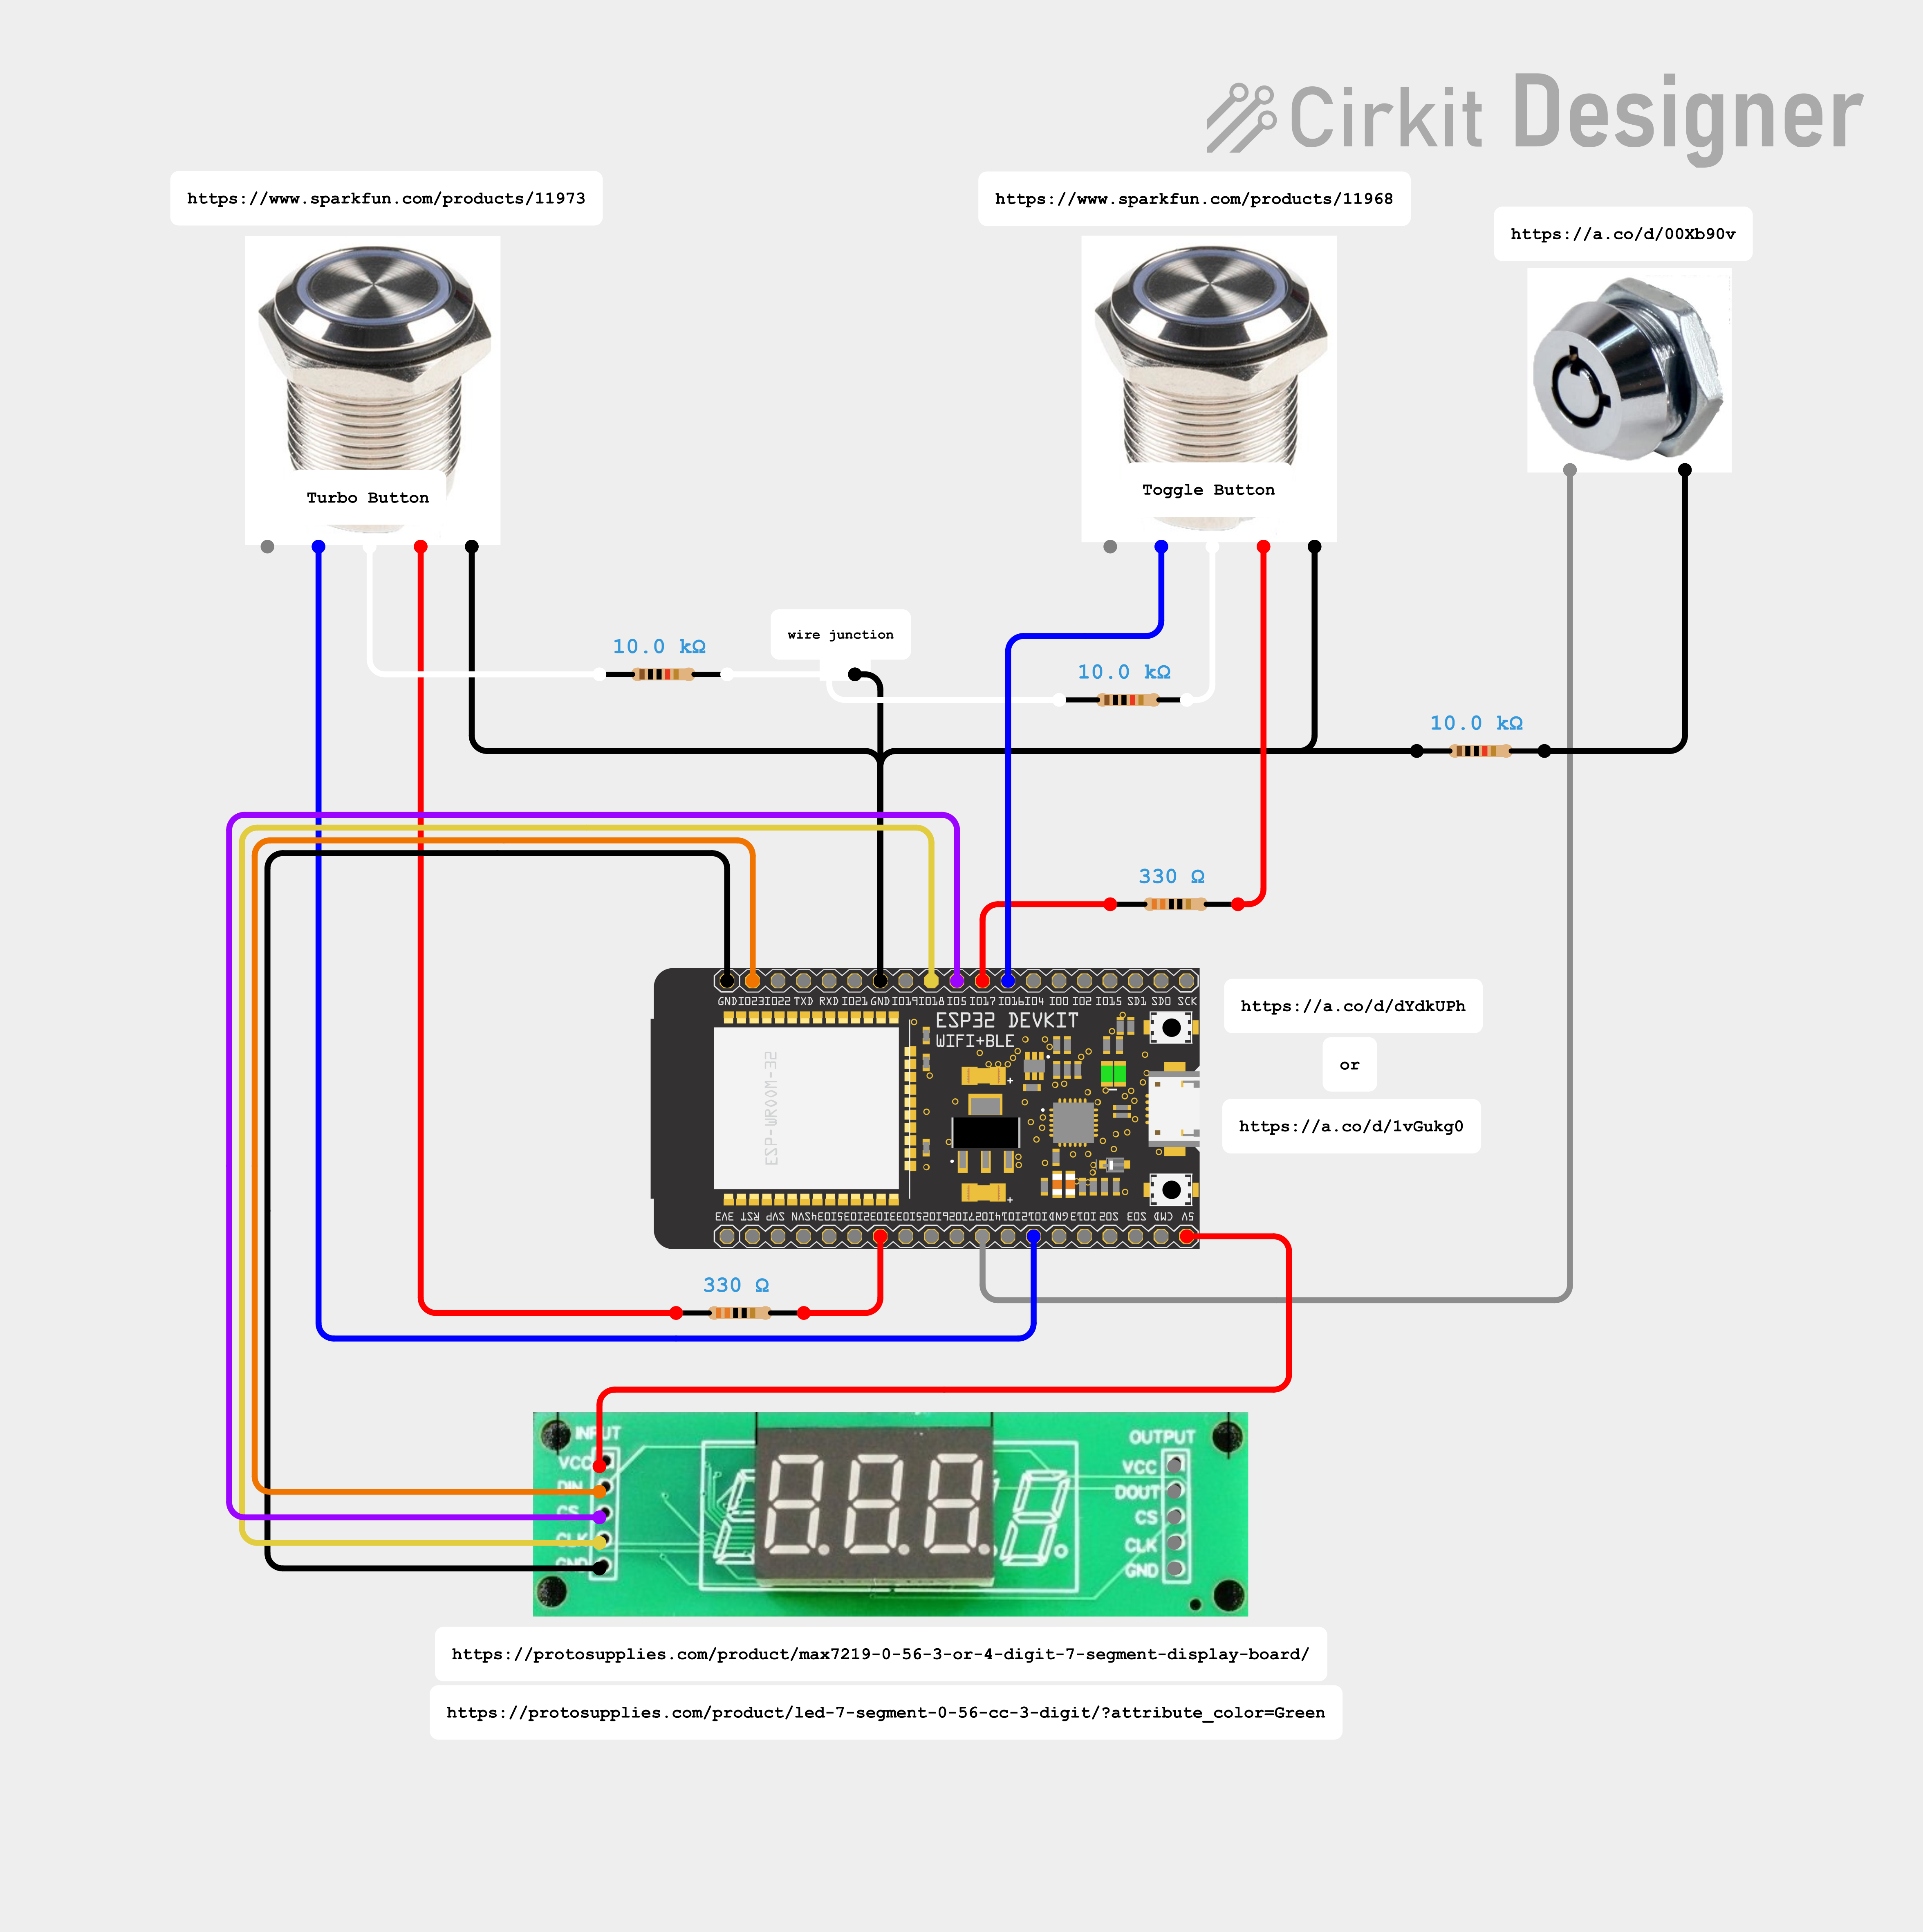 Cirkit Designer
https://www.sparkfun.com/products/11973
https://www.sparkfun.com/products/11968
https://a.co/d/00Xb90v
Turbo Button
Toggle Button
wire junction
10.0 kΩ
10.0 kΩ
10.0 kΩ
330 Ω
GND IO23 IO22 TXD RXD IO21 GND IO19 IO18 IO5 IO17 IO16 IO4 IO0 IO2 IO15 SD1 SD0 SCK
ESP32 DEVKIT
WIFI+BLE
ESP-WROOM-32
https://a.co/d/dYdkUPh
or
https://a.co/d/1vGukg0
3V3 RST SVP SVN IO34 IO35 IO32 IO33 IO25 IO26 IO27 IO14 IO12 GND IO13 SD2 SD3 CMD 5V
330 Ω
INPUT
VCC
DIN
CS
CLK
GND
8.8.8.
OUTPUT
VCC
DOUT
CS
CLK
GND
https://protosupplies.com/product/max7219-0-56-3-or-4-digit-7-segment-display-board/
https://protosupplies.com/product/led-7-segment-0-56-cc-3-digit/?attribute_color=Green